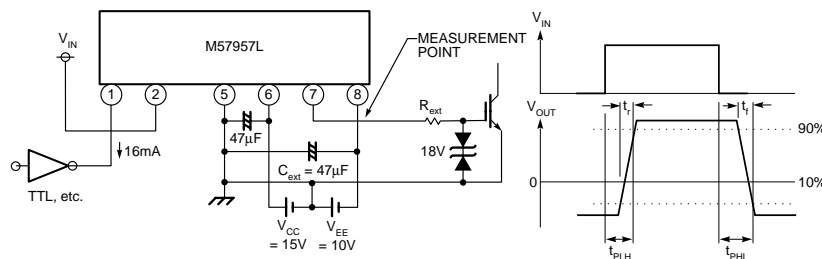 M57957L
V_IN
MEASUREMENT
POINT
1 2 5 6 7 8
R_ext
47µF
18V
16mA
C_ext = 47µF
TTL, etc.
V_CC
= 15V
V_EE
= 10V
V_IN
V_OUT
t_r
t_f
90%
0
10%
t_PLH
t_PHL